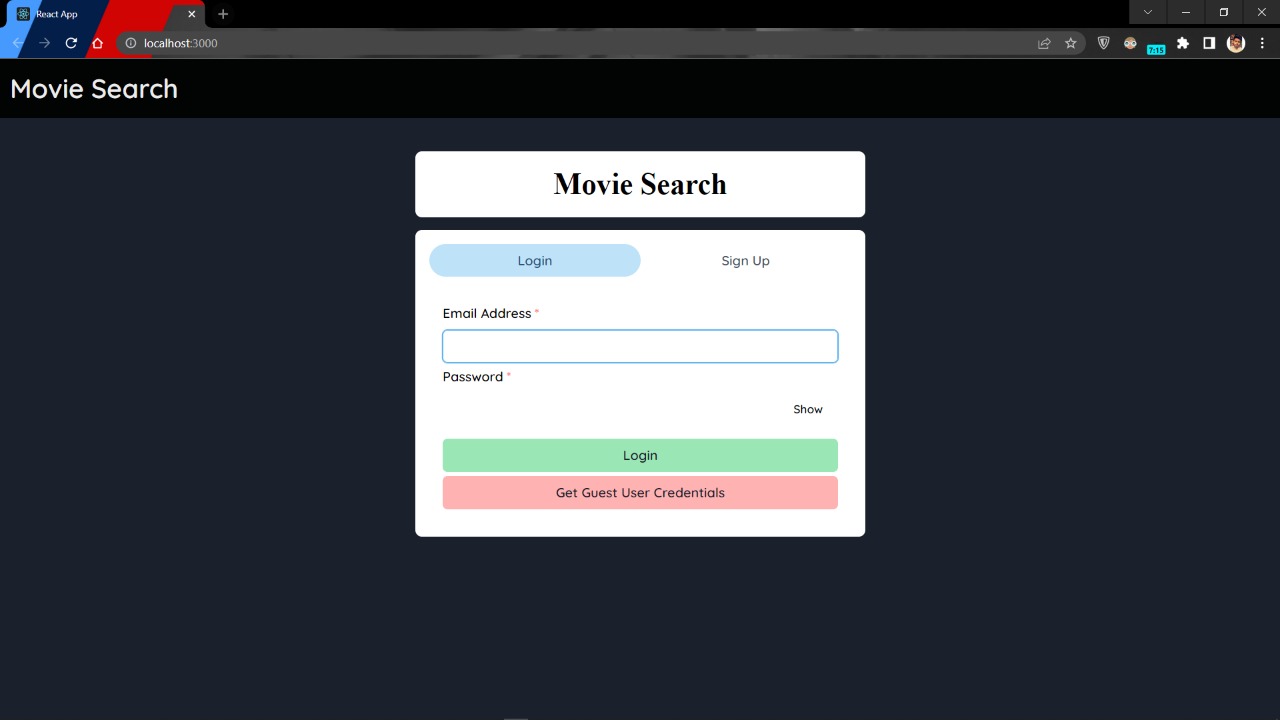 React App
localhost:3000
7:15
Movie Search
Movie Search
Login Sign Up
Email Address *
Password *
Show
Login
Get Guest User Credentials